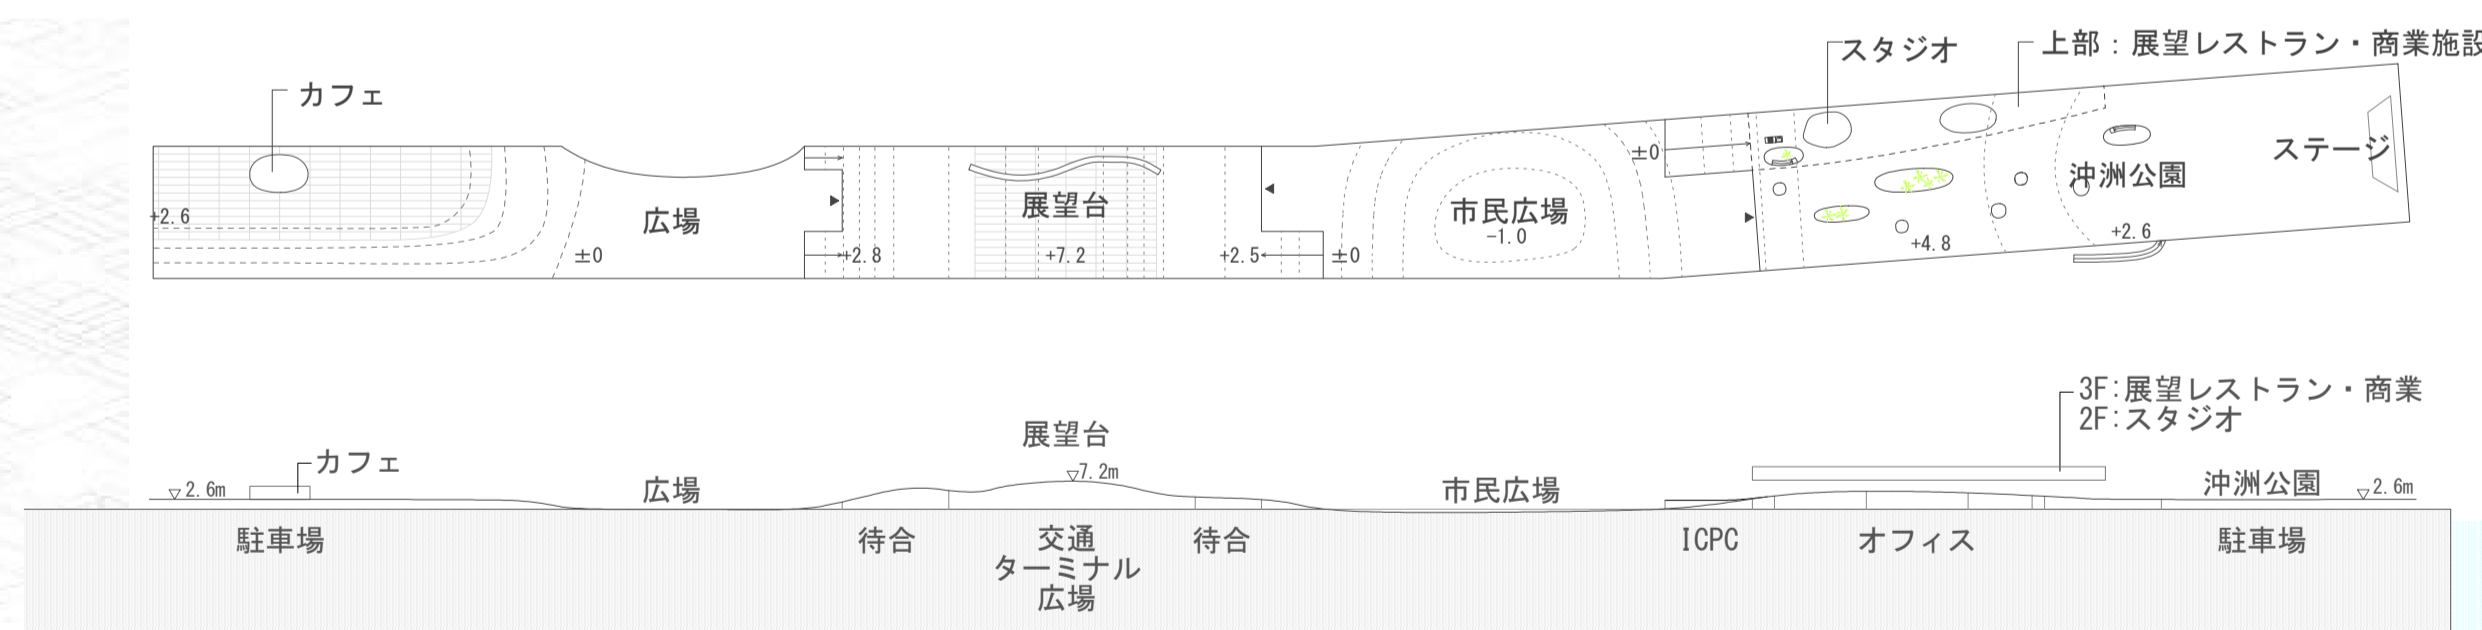 カフェ
スタジオ
上部：展望レストラン・商業施設
+2.6
広場
±0
+2.8
展望台
+7.2
+2.5
±0
市民広場
-1.0
±0
沖洲公園
ステージ
+4.8
+2.6
3F:展望レストラン・商業
2F:スタジオ
カフェ
2.6m
広場
展望台
7.2m
市民広場
沖洲公園
2.6m
駐車場
待合
交通
ターミナル
広場
待合
ICPC
オフィス
駐車場